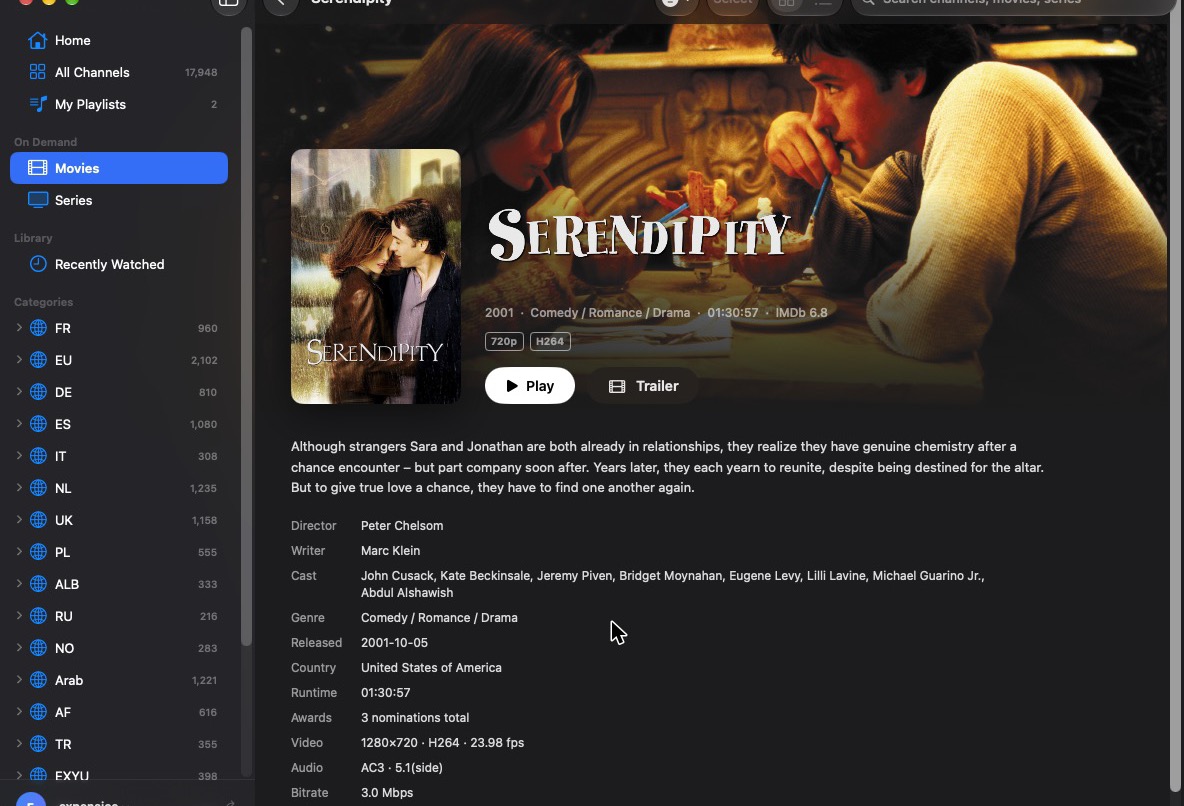 Serendipity
Select
Search channels, movies, series
Home
All Channels 17,948
My Playlists 2
On Demand
Movies
Series
Library
Recently Watched
Categories
FR 960
EU 2,102
DE 810
ES 1,080
IT 308
NL 1,235
UK 1,158
PL 555
ALB 333
RU 216
NO 283
Arab 1,221
AF 616
TR 355
EXYU 398
SERENDIPITY
SERENDIPITY
2001 · Comedy / Romance / Drama · 01:30:57 · IMDb 6.8
720p H264
Play Trailer
Although strangers Sara and Jonathan are both already in relationships, they realize they have genuine chemistry after a
chance encounter – but part company soon after. Years later, they each yearn to reunite, despite being destined for the altar.
But to give true love a chance, they have to find one another again.
Director Peter Chelsom
Writer Marc Klein
Cast John Cusack, Kate Beckinsale, Jeremy Piven, Bridget Moynahan, Eugene Levy, Lilli Lavine, Michael Guarino Jr.,
Abdul Alshawish
Genre Comedy / Romance / Drama
Released 2001-10-05
Country United States of America
Runtime 01:30:57
Awards 3 nominations total
Video 1280×720 · H264 · 23.98 fps
Audio AC3 · 5.1(side)
Bitrate 3.0 Mbps